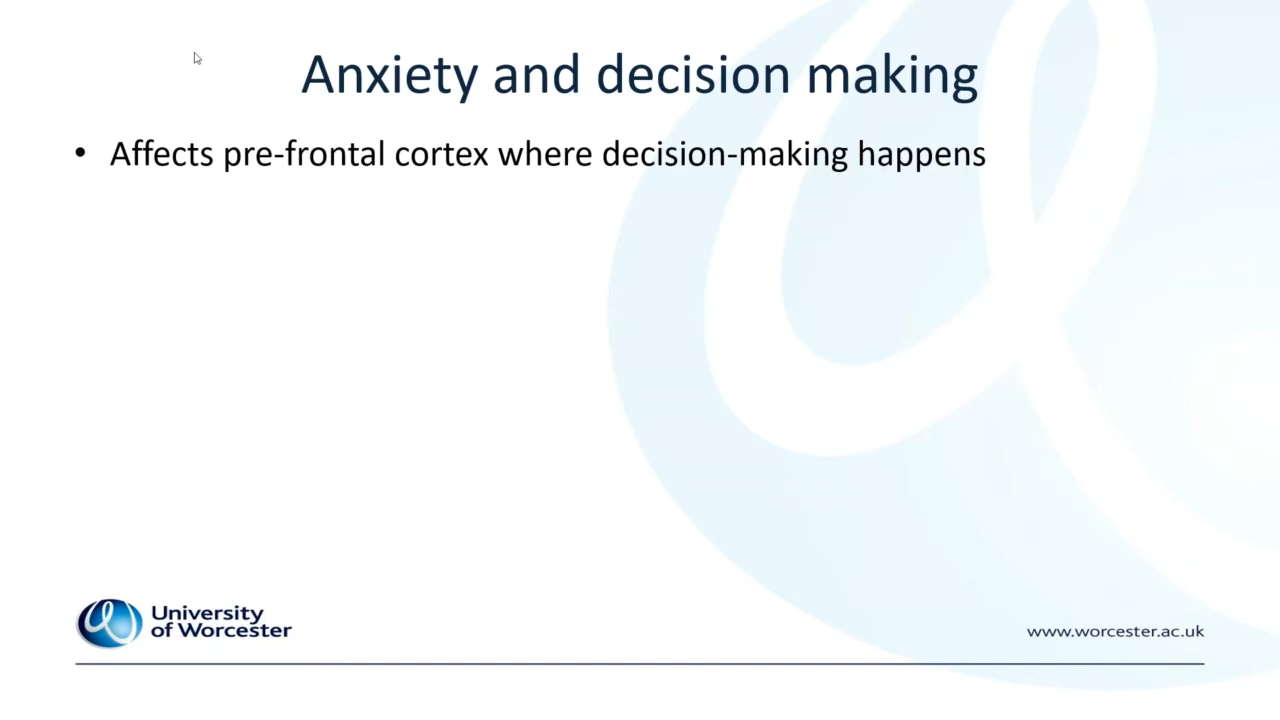 Anxiety and decision making
• Affects pre-frontal cortex where decision-making happens
University
of Worcester
www.worcester.ac.uk